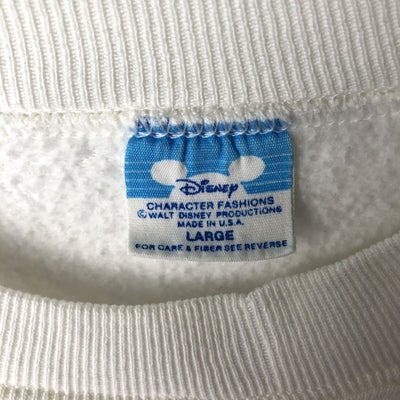 Disney
CHARACTER FASHIONS
©WALT DISNEY PRODUCTIONS
MADE IN U.S.A.
LARGE
FOR CARE & FIBER SEE REVERSE